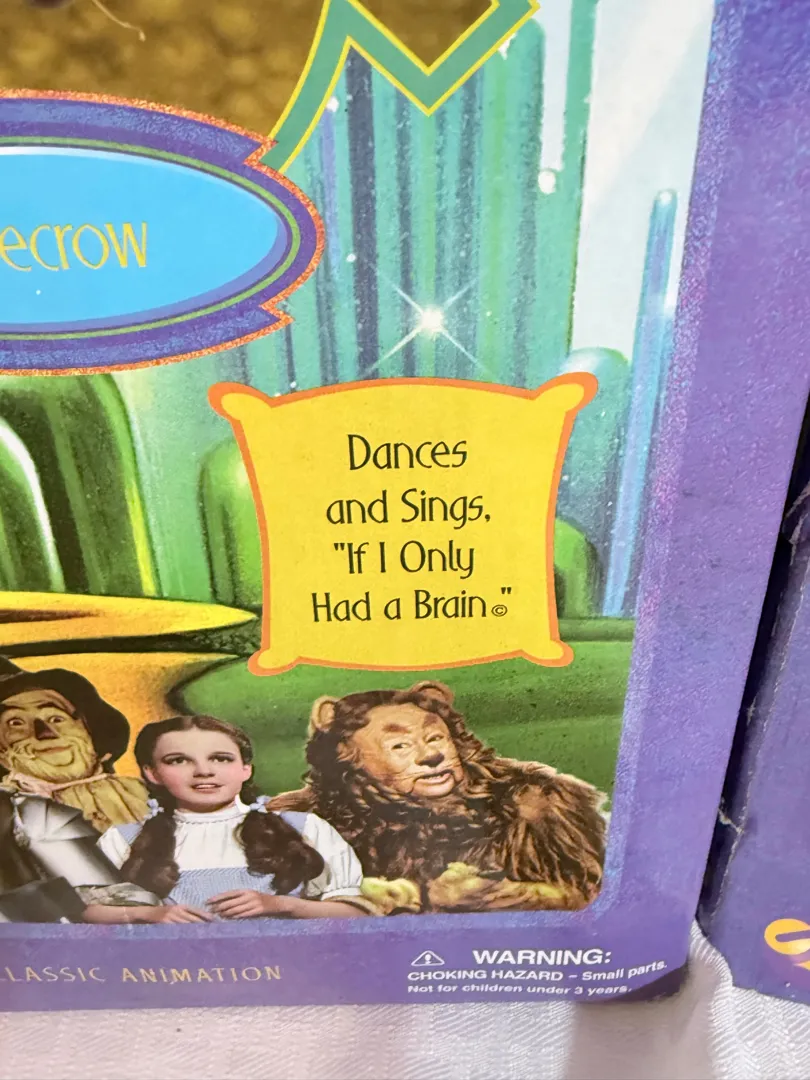 ecrow
Dances
and Sings,
"If I Only
Had a Brain©"
LASSIC ANIMATION
⚠ WARNING:
CHOKING HAZARD – Small parts.
Not for children under 3 years.